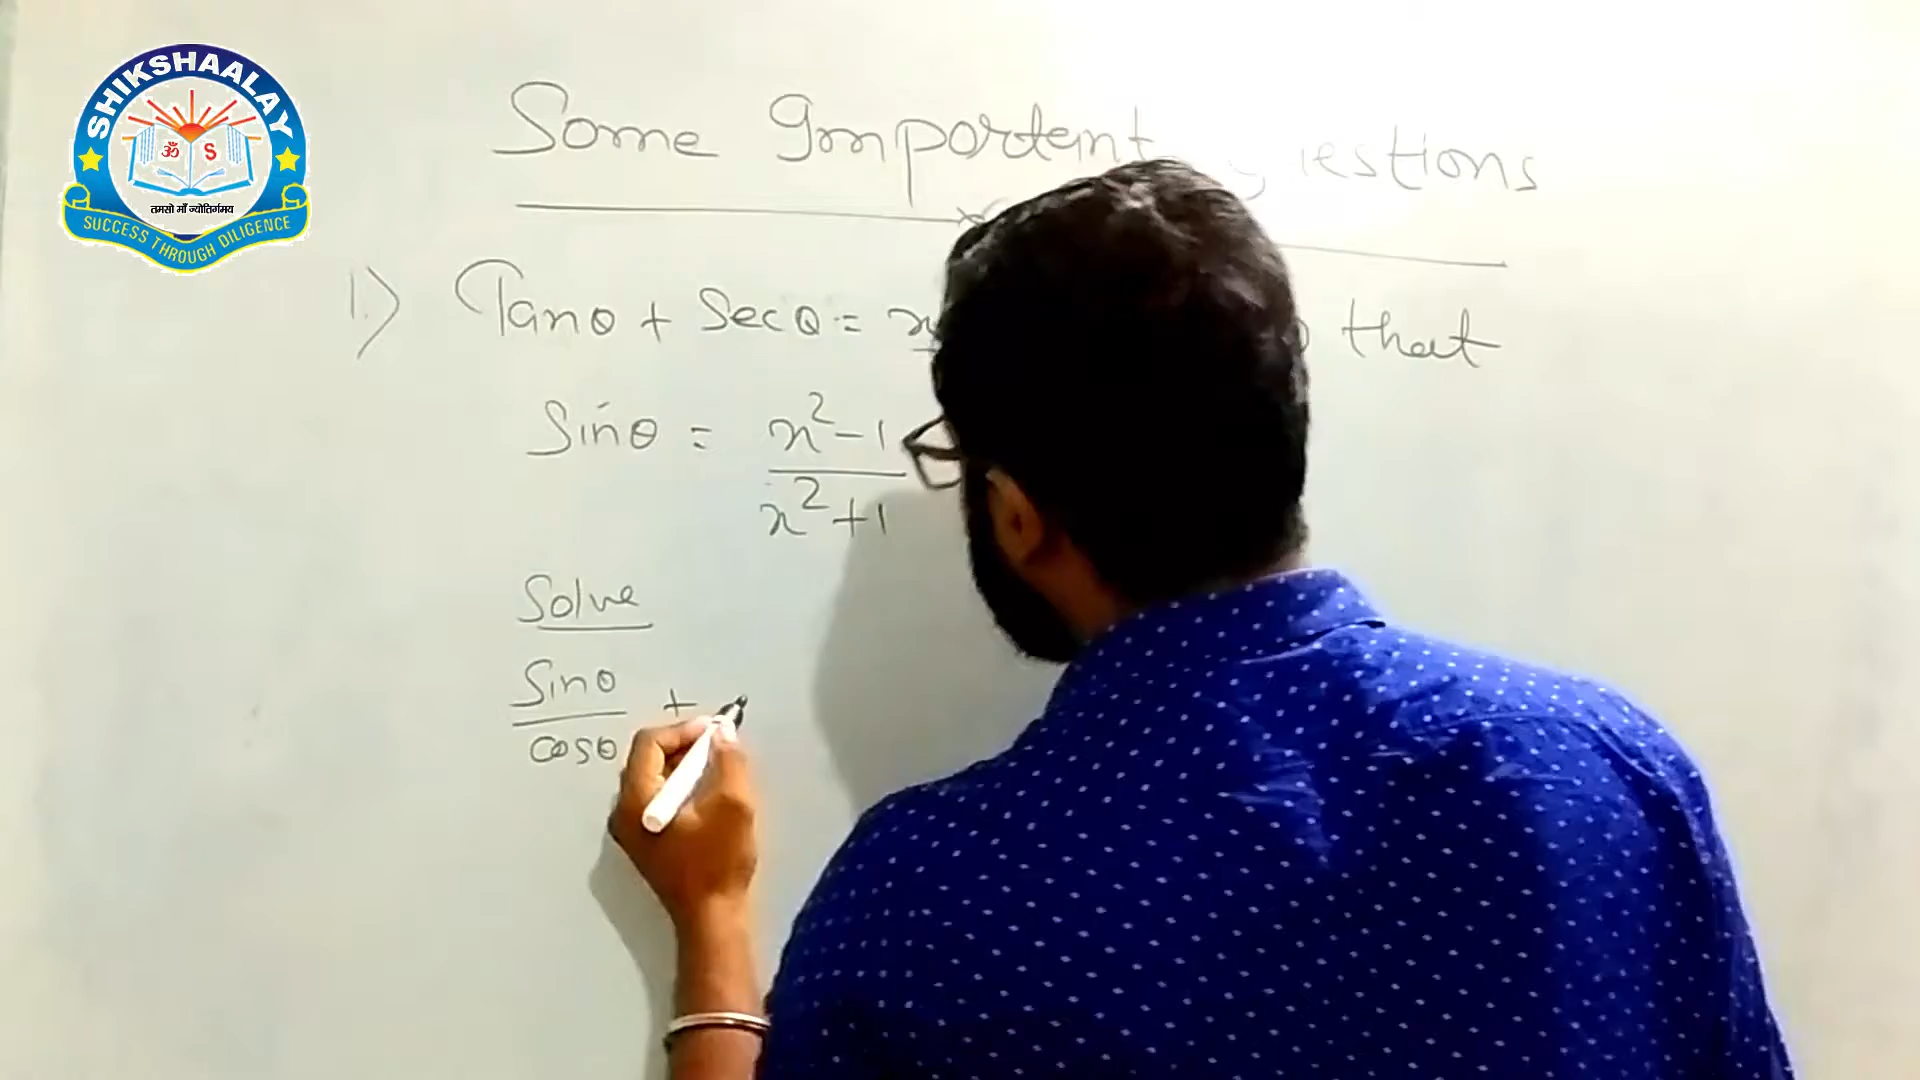 SHIKSHAALAY
ॐ S
तमसो माँ ज्योतिर्गमय
SUCCESS THROUGH DILIGENCE
Some Important
1.) Tanθ + Secθ = x that
Sinθ = x²-1
x²+1
Solve
Sinθ +
cosθ